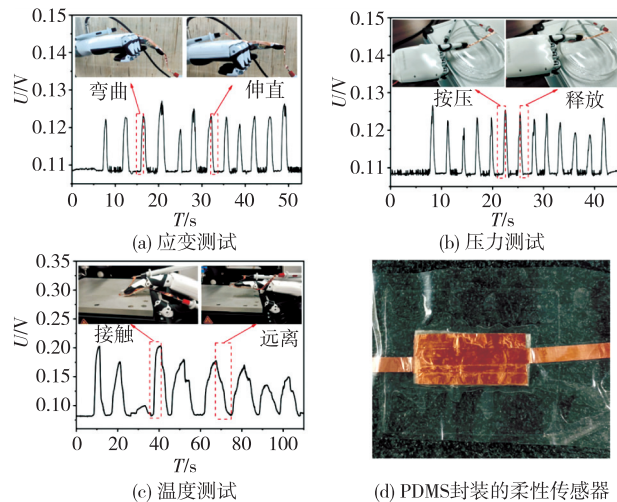 0.15
0.14
0.13
0.12
0.11
U/V
弯曲
伸直
0 10 20 30 40 50
T/s
(a) 应变测试
0.15
0.14
0.13
0.12
0.11
U/V
按压
释放
0 10 20 30 40
T/s
(b) 压力测试
0.35
0.30
0.25
0.20
0.15
0.10
U/V
接触
远离
0 20 40 60 80 100
T/s
(c) 温度测试
(d) PDMS封装的柔性传感器